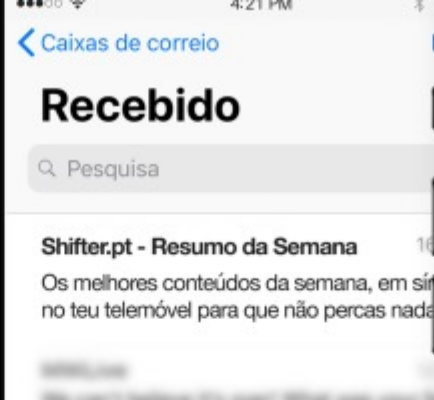 4:21 PM
Caixas de correio
Recebido
Pesquisa
Shifter.pt - Resumo da Semana
Os melhores conteúdos da semana, em
no teu telemóvel para que não percas nada